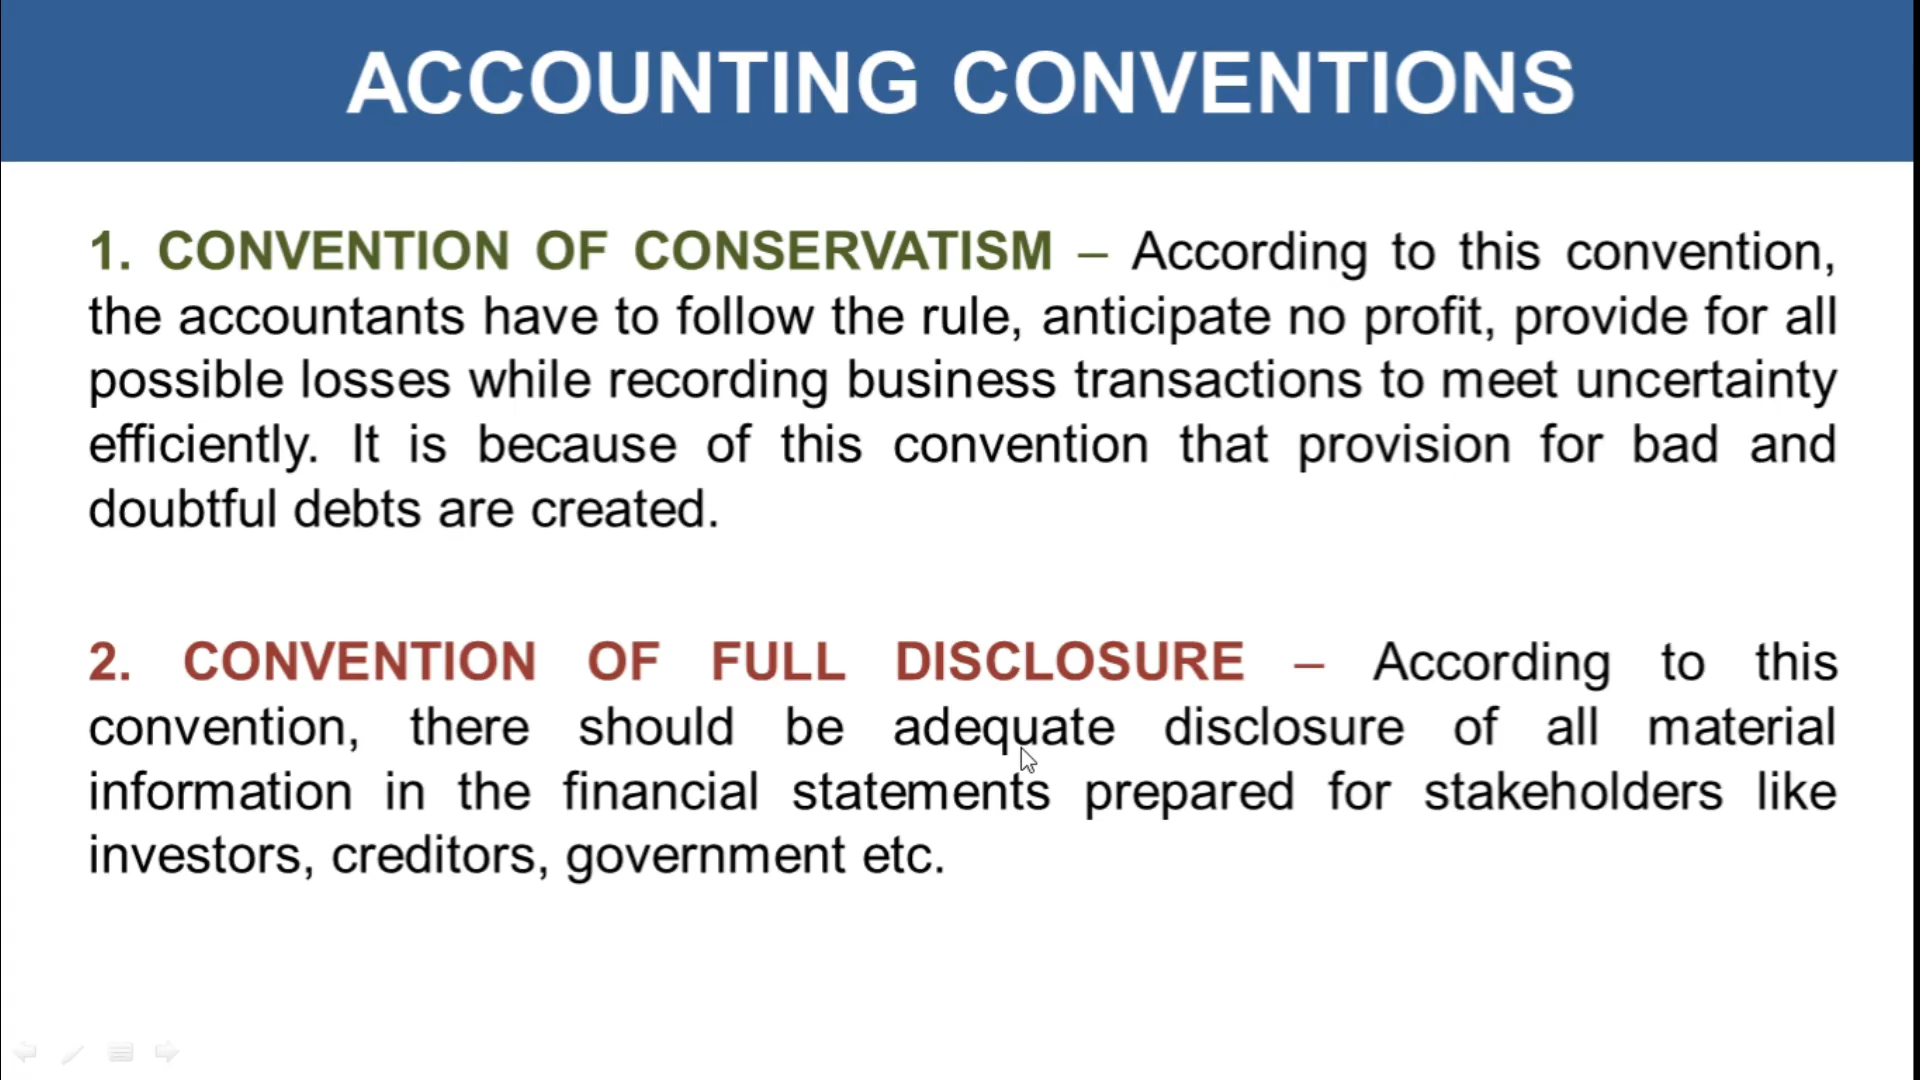 ACCOUNTING CONVENTIONS
1. CONVENTION OF CONSERVATISM – According to this convention,
the accountants have to follow the rule, anticipate no profit, provide for all
possible losses while recording business transactions to meet uncertainty
efficiently. It is because of this convention that provision for bad and
doubtful debts are created.
2. CONVENTION OF FULL DISCLOSURE – According to this
convention, there should be adequate disclosure of all material
information in the financial statements prepared for stakeholders like
investors, creditors, government etc.